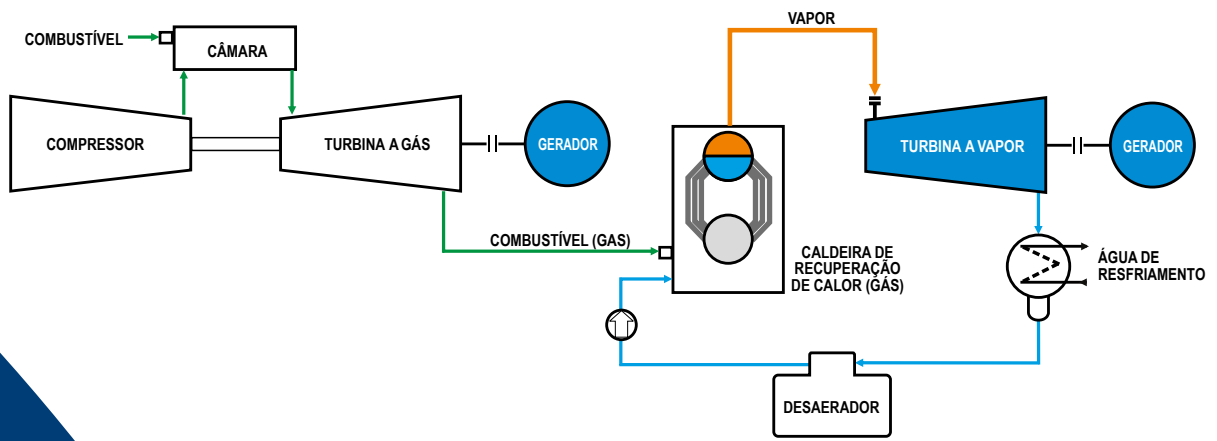 VAPOR
COMBUSTÍVEL
CÂMARA
COMPRESSOR
TURBINA A GÁS
GERADOR
TURBINA A VAPOR
GERADOR
COMBUSTÍVEL (GAS)
CALDEIRA DE
RECUPERAÇÃO
DE CALOR (GÁS)
ÁGUA DE
RESFRIAMENTO
DESAERADOR